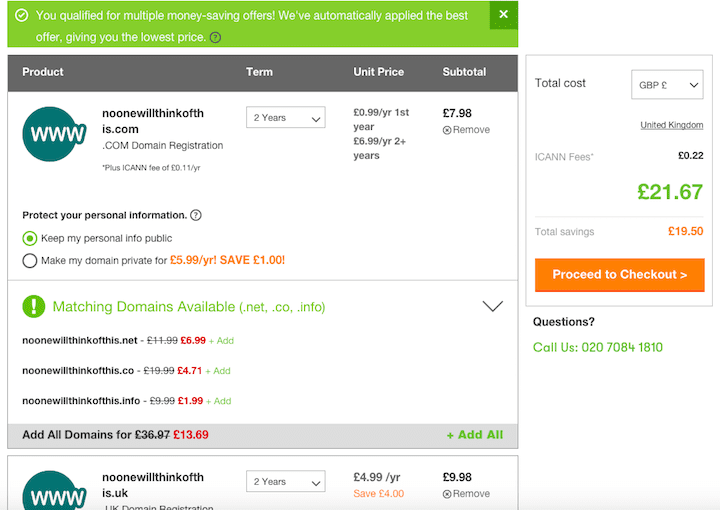 You qualified for multiple money-saving offers! We've automatically applied the best
offer, giving you the lowest price. ?
Product Term Unit Price Subtotal
www
noonewillthinkofth
is.com
.COM Domain Registration
*Plus ICANN fee of £0.11/yr
2 Years
£0.99/yr 1st
year
£6.99/yr 2+
years
£7.98
Remove
Protect your personal information. ?
Keep my personal info public
Make my domain private for £5.99/yr! SAVE £1.00!
! Matching Domains Available (.net, .co, .info)
noonewillthinkofthis.net - £11.99 £6.99 + Add
noonewillthinkofthis.co - £19.99 £4.71 + Add
noonewillthinkofthis.info - £9.99 £1.99 + Add
Add All Domains for £36.97 £13.69 + Add All
www
noonewillthinkofth
is.uk
.UK Domain Registration
2 Years
£4.99 /yr
Save £4.00
£9.98
Remove
Total cost GBP £
United Kingdom
ICANN Fees* £0.22
£21.67
Total savings £19.50
Proceed to Checkout >
Questions?
Call Us: 020 7084 1810